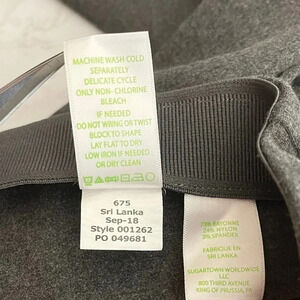 MACHINE WASH COLD
SEPARATELY
DELICATE CYCLE
ONLY NON-CHLORINE
BLEACH
IF NEEDED
DO NOT WRING OR TWIST
BLOCK TO SHAPE
LAY FLAT TO DRY
LOW IRON IF NEEDED
OR DRY CLEAN
675
Sri Lanka
Sep-18
Style 001262
PO 049681
RAYONNE
24% NYLON
SPANDEX
FABRIQUE EN
SRI LANKA
SUGARTOWN WORLDWIDE
LLC
800 THIRD AVENUE
KING OF PRUSSIA, PA